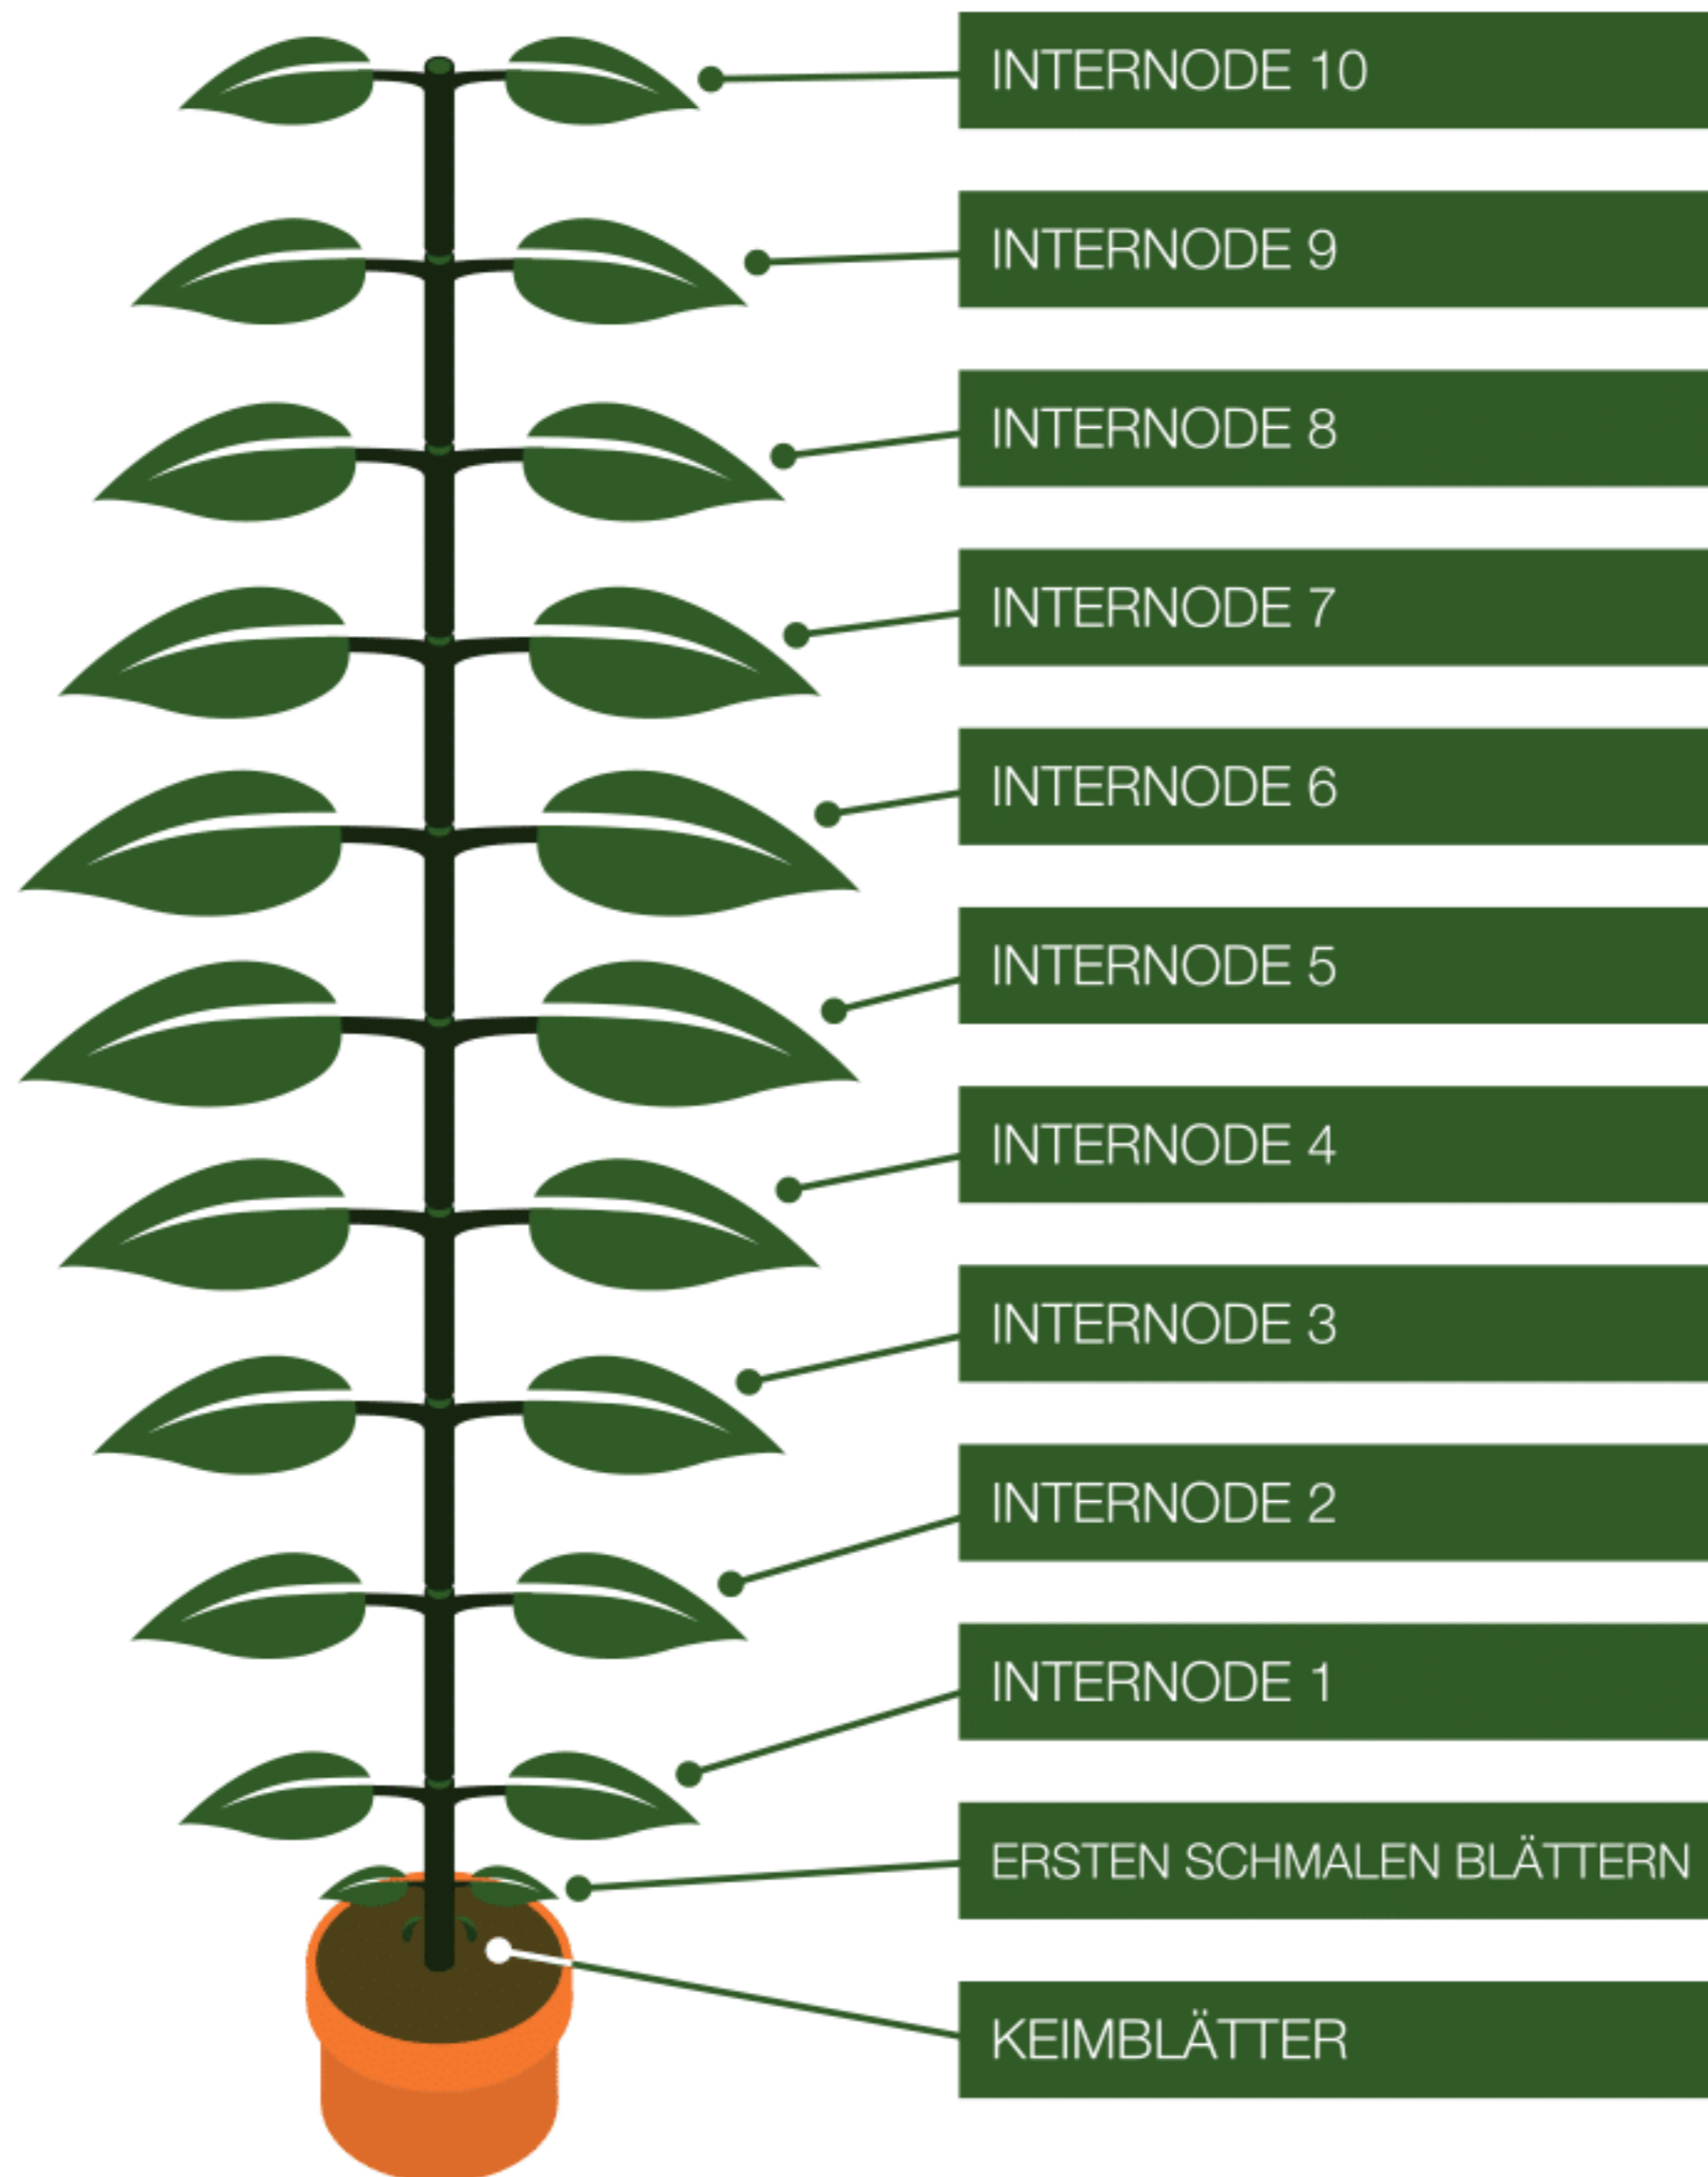 INTERNODE 10
INTERNODE 9
INTERNODE 8
INTERNODE 7
INTERNODE 6
INTERNODE 5
INTERNODE 4
INTERNODE 3
INTERNODE 2
INTERNODE 1
ERSTEN SCHMALEN BLÄTTERN
KEIMBLÄTTER